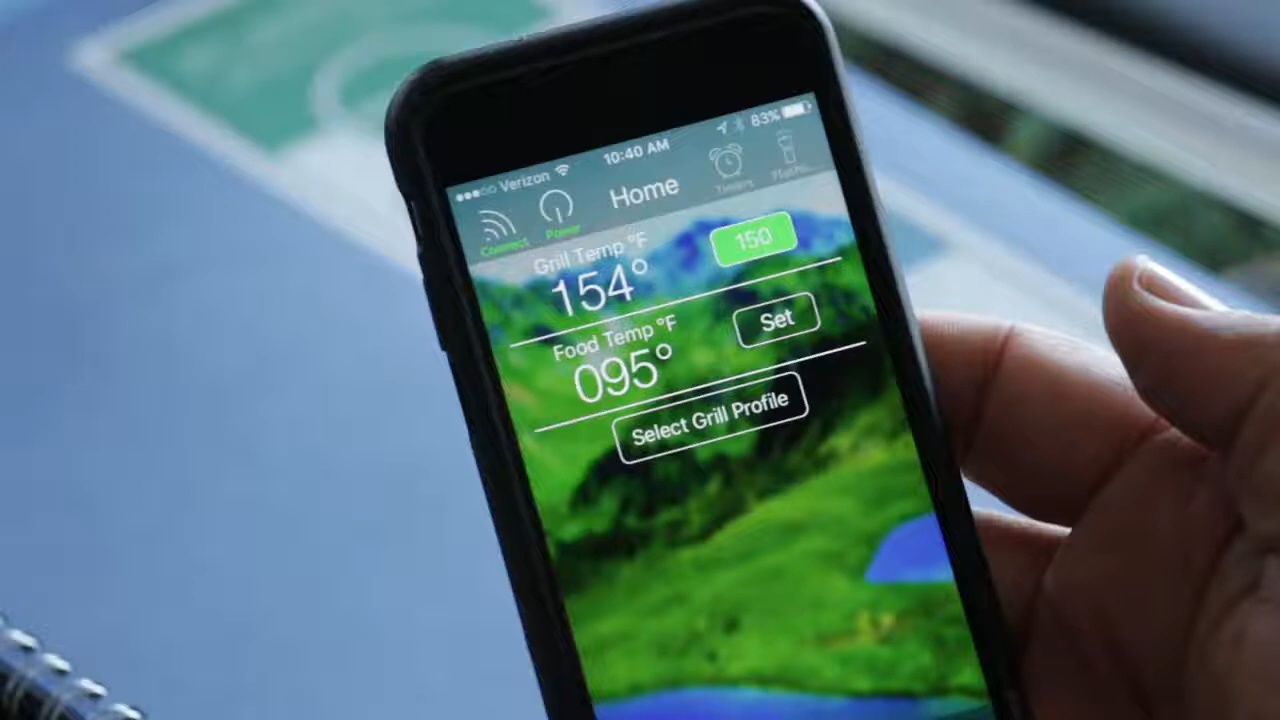 Verizon 10:40 AM 83%
Connect Power Home Timers
Grill Temp °F
154° 150
Food Temp °F
095° Set
Select Grill Profile